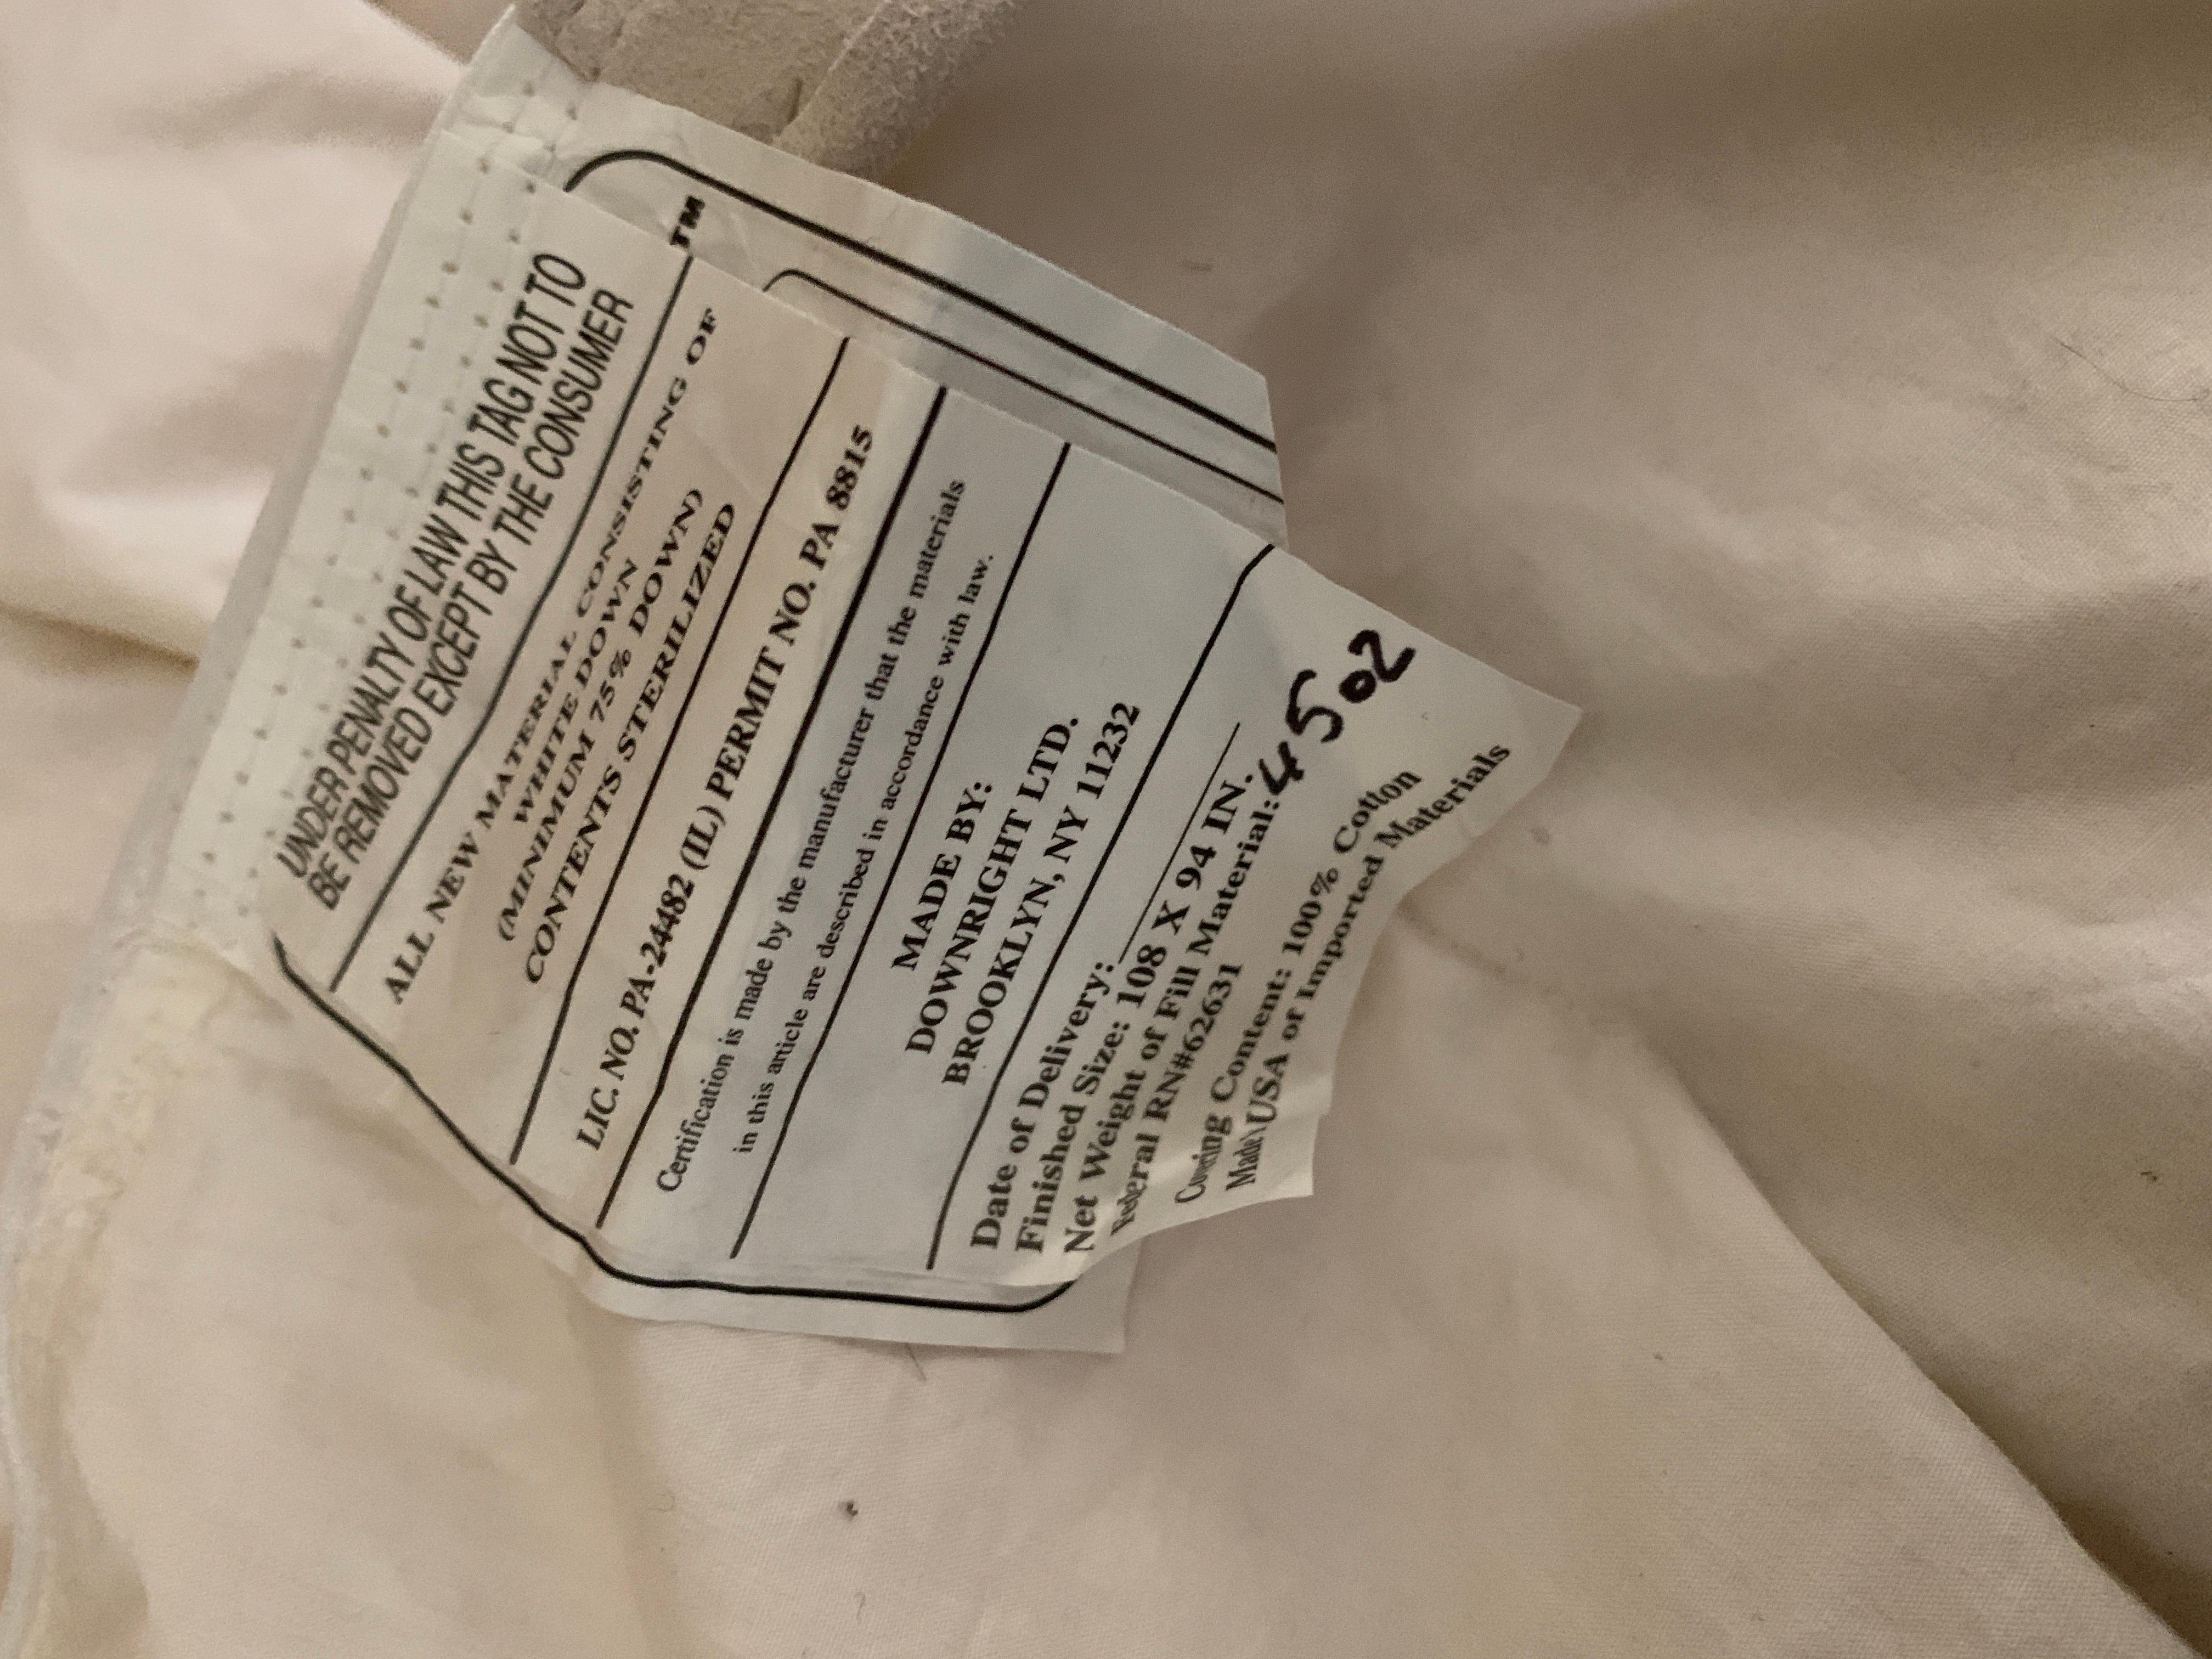 UNDER PENALTY OF LAW THIS TAG NOT TO
BE REMOVED EXCEPT BY THE CONSUMER
TM
ALL NEW MATERIAL CONSISTING OF
WHITE DOWN
(MINIMUM 75% DOWN)
CONTENTS STERILIZED
LIC. NO. PA-24482 (IL) PERMIT NO. PA 8815
Certification is made by the manufacturer that the materials
in this article are described in accordance with law.
MADE BY:
DOWNRIGHT LTD.
BROOKLYN, NY 11232
Date of Delivery:
Finished Size: 108 X 94 IN.
Net Weight of Fill Material: 45oz
Federal RN#62631
Covering Content: 100% Cotton
Made\USA of Imported Materials